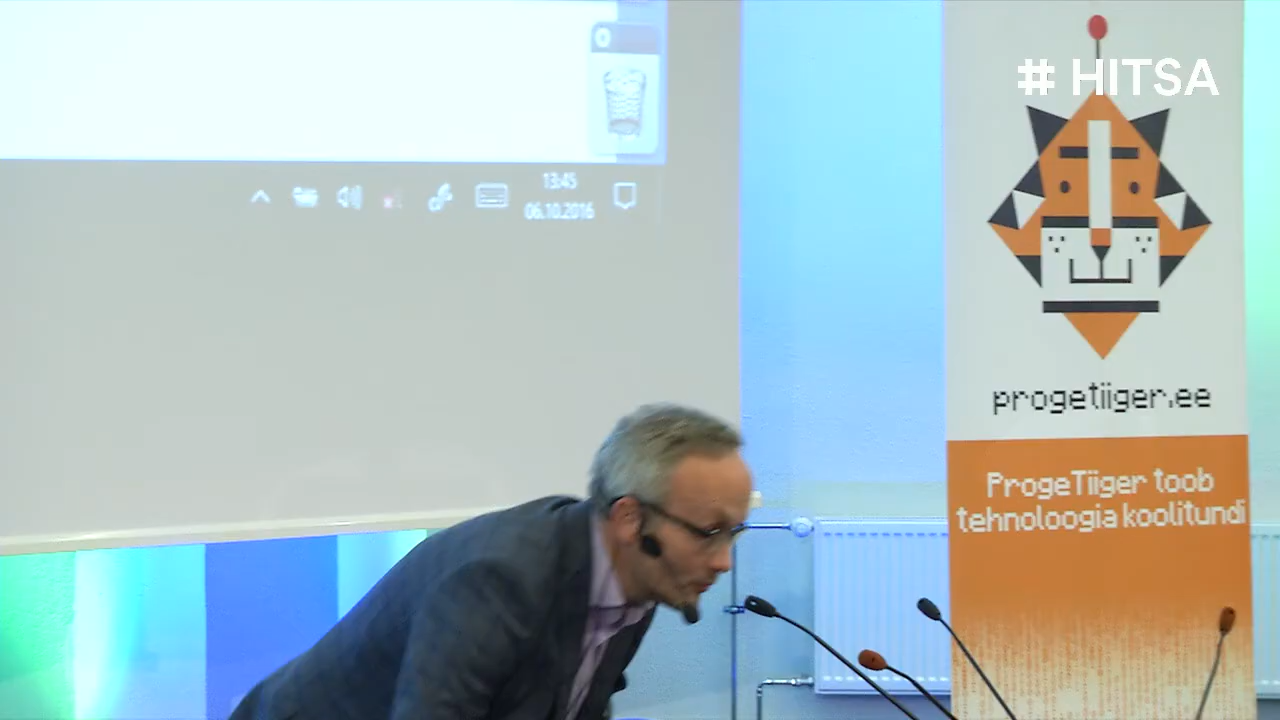 # HITSA
13:45
06.10.2016
progetiiger.ee
ProgeTiiger toob
tehnoloogia koolitundi